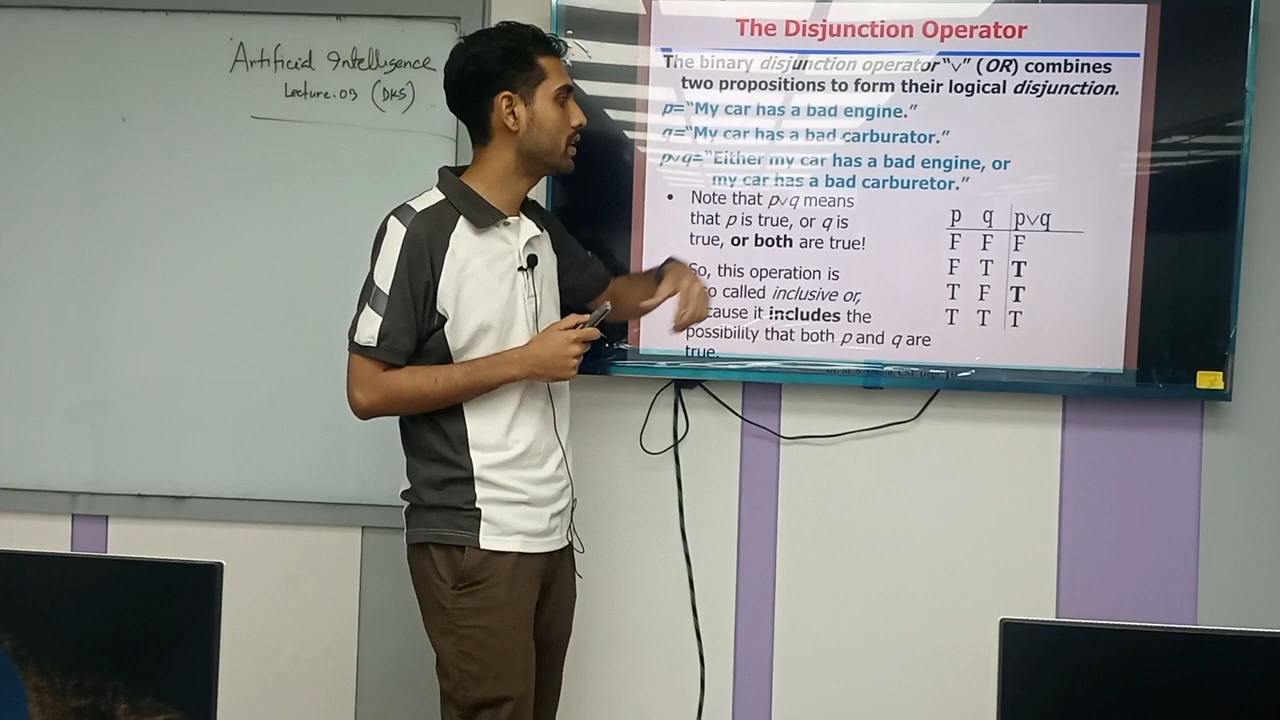 Artificial Intelligence
Lecture:03 (DKS)
The Disjunction Operator
The binary disjunction operator "∨" (OR) combines
two propositions to form their logical disjunction.
p="My car has a bad engine."
q="My car has a bad carburator."
p∨q="Either my car has a bad engine, or
my car has a bad carburetor."
• Note that p∨q means
that p is true, or q is
true, or both are true!
So, this operation is
called inclusive or,
it includes the
possibility that both p and q are
true.
p q p∨q
F F F
F T T
T F T
T T T